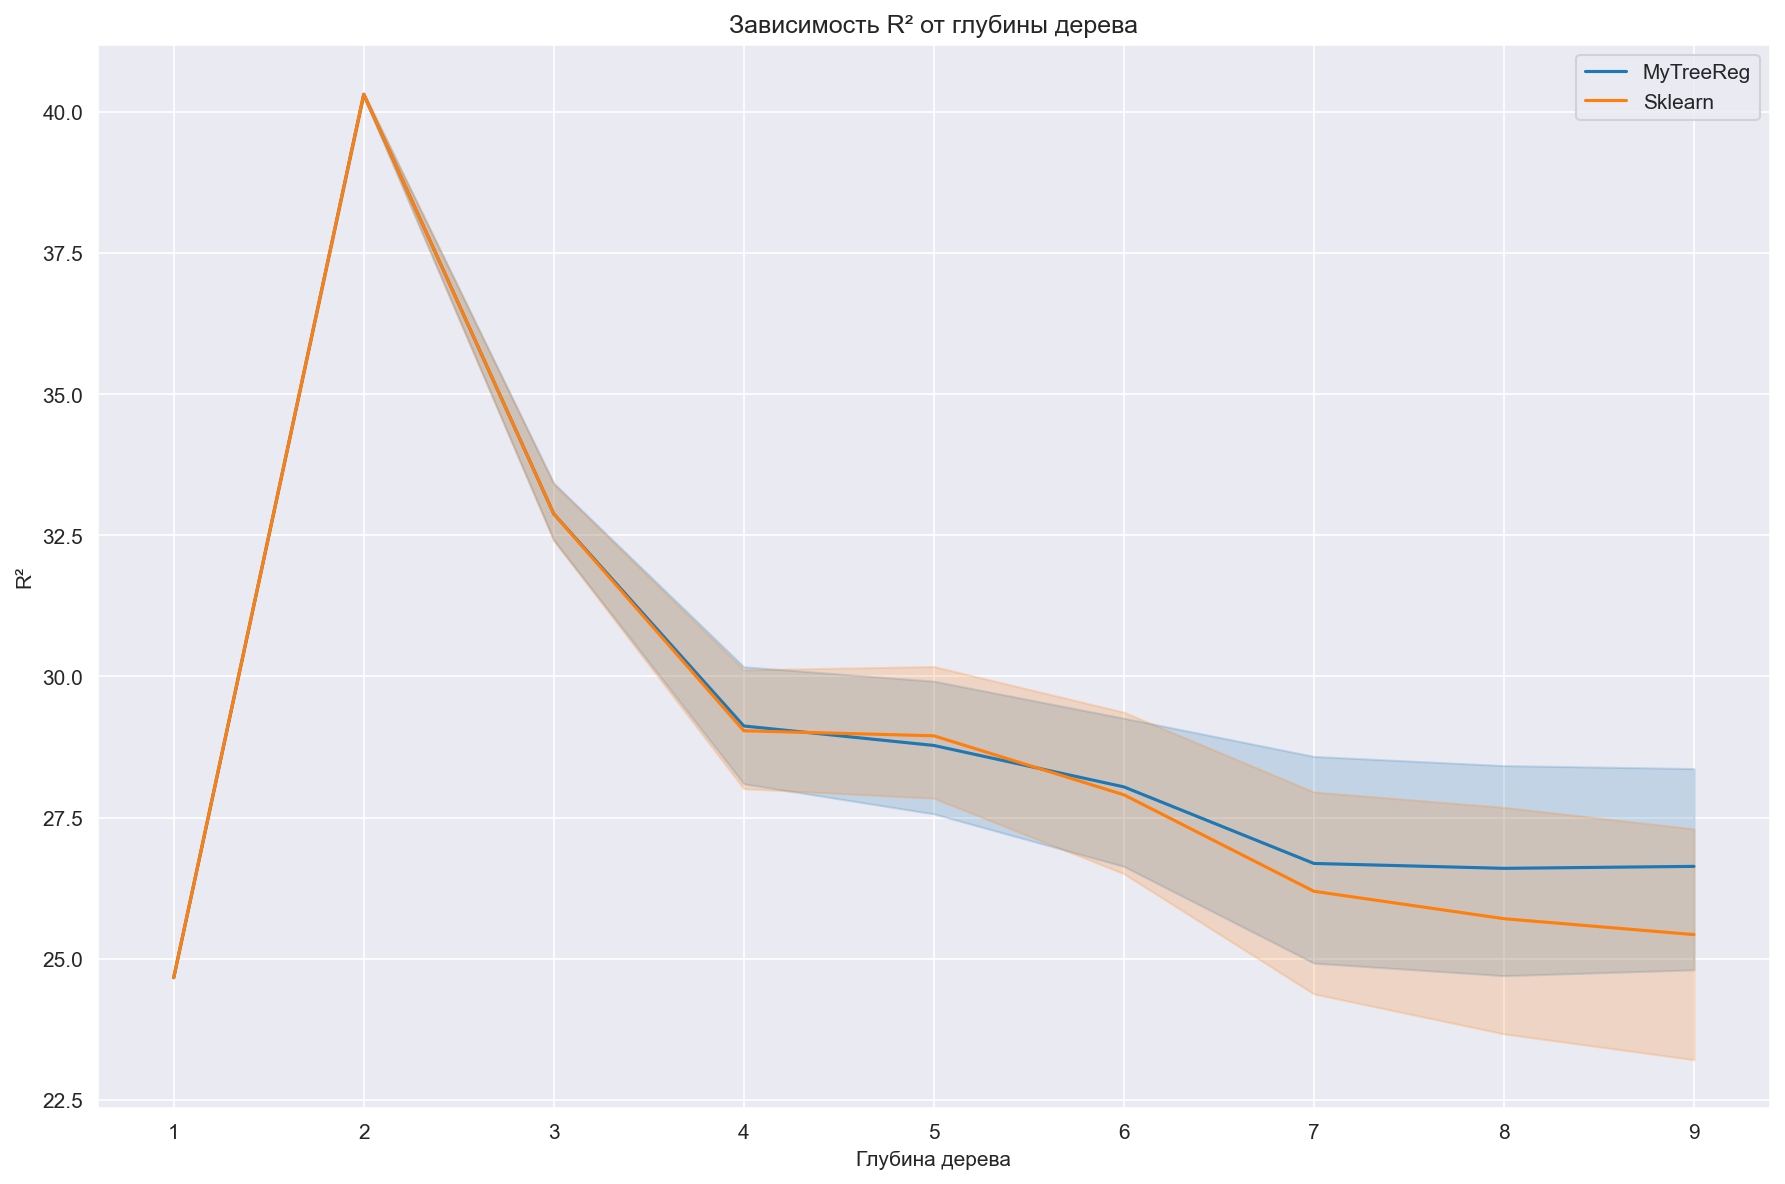 Зависимость R² от глубины дерева
MyTreeReg
Sklearn
40.0
37.5
35.0
32.5
30.0
27.5
25.0
22.5
R²
1 2 3 4 5 6 7 8 9
Глубина дерева